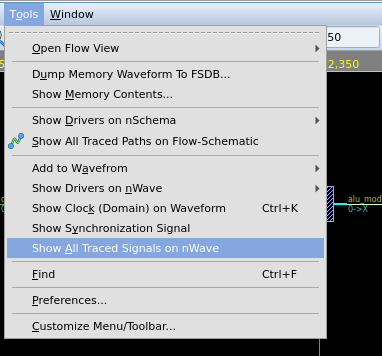 Tools Window
50
2,350
Open Flow View
Dump Memory Waveform To FSDB...
Show Memory Contents...
Show Drivers on nSchema
Show All Traced Paths on Flow-Schematic
Add to Wavefrom
Show Drivers on nWave
alu_mod
0->X
Show Clock (Domain) on Waveform Ctrl+K
Show Synchronization Signal
Show All Traced Signals on nWave
Find Ctrl+F
Preferences...
Customize Menu/Toolbar...